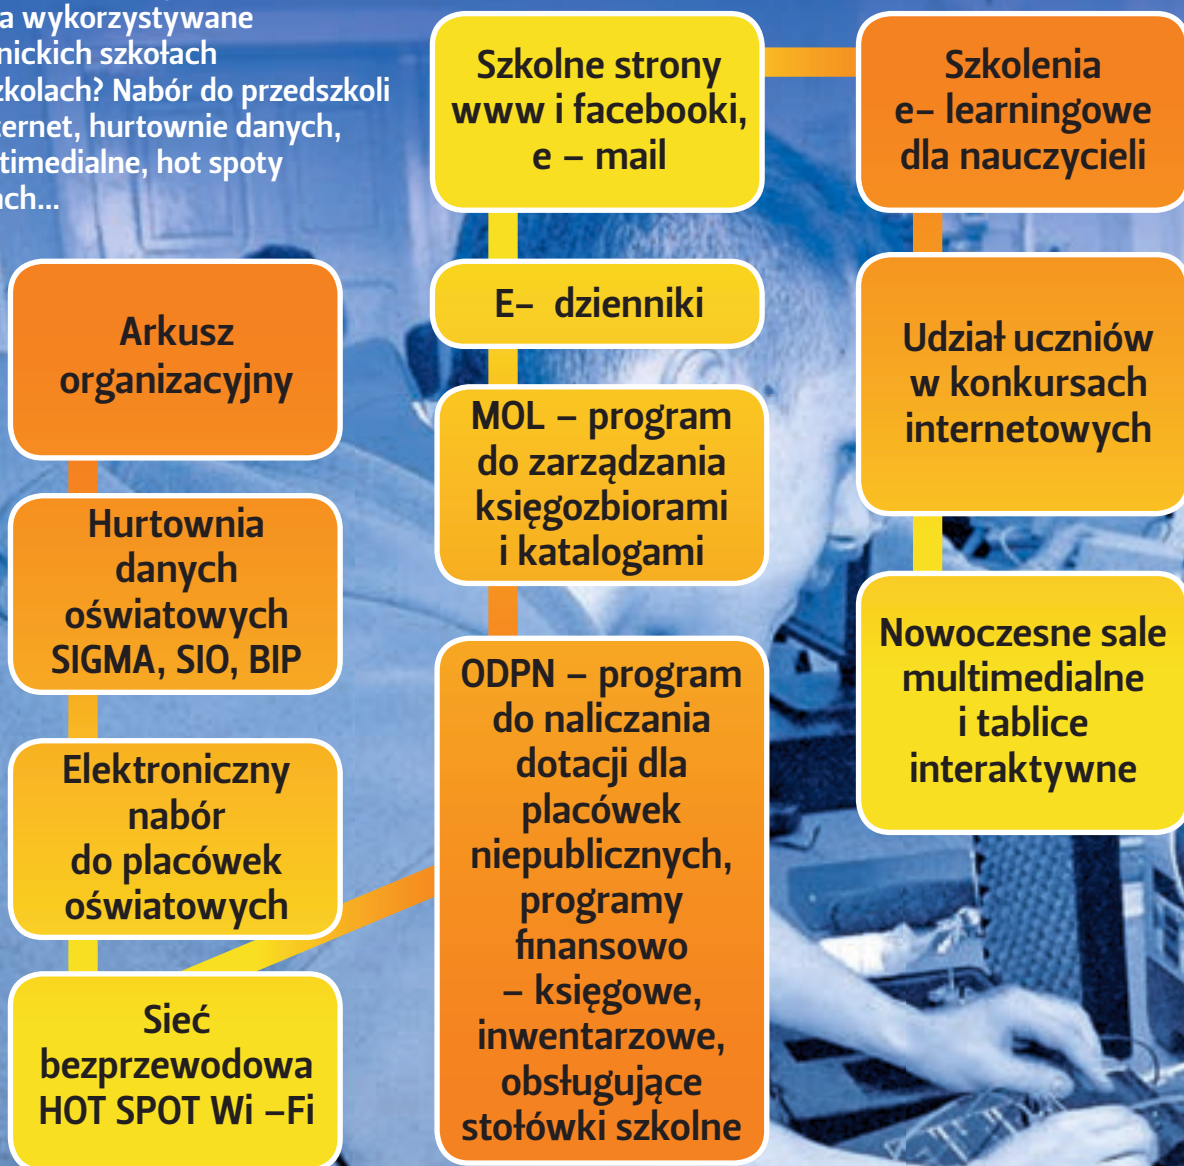 a wykorzystywane
nickich szkołach
zkolach? Nabór do przedszkoli
ternet, hurtownie danych,
timedialne, hot spoty
ach...
Arkusz
organizacyjny
Hurtownia
danych
oświatowych
SIGMA, SIO, BIP
Elektroniczny
nabór
do placówek
oświatowych
Sieć
bezprzewodowa
HOT SPOT Wi –Fi
Szkolne strony
www i facebooki,
e – mail
E– dzienniki
MOL – program
do zarządzania
księgozbiorami
i katalogami
ODPN – program
do naliczania
dotacji dla
placówek
niepublicznych,
programy
finansowo
– księgowe,
inwentarzowe,
obsługujące
stołówki szkolne
Szkolenia
e– learningowe
dla nauczycieli
Udział uczniów
w konkursach
internetowych
Nowoczesne sale
multimedialne
i tablice
interaktywne